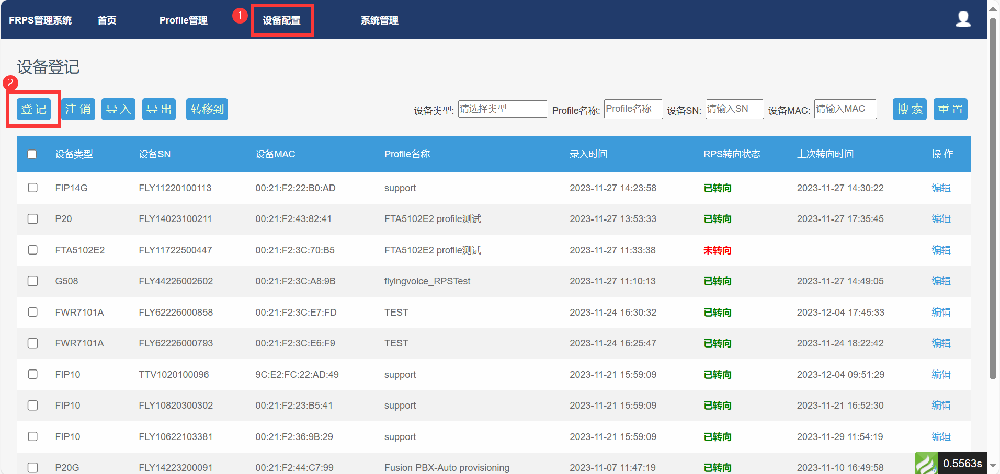 FRPS管理系统 首页 Profile管理 1 设备配置 系统管理
设备登记
2
登 记 注 销 导 入 导 出 转移到 设备类型: 请选择类型 Profile名称: Profile名称 设备SN: 请输入SN 设备MAC: 请输入MAC 搜 索 重 置
设备类型 设备SN 设备MAC Profile名称 录入时间 RPS转向状态 上次转向时间 操 作
FIP14G FLY11220100113 00:21:F2:22:B0:AD support 2023-11-27 14:23:58 已转向 2023-11-27 14:30:22 编辑
P20 FLY14023100211 00:21:F2:43:82:41 FTA5102E2 profile测试 2023-11-27 13:53:33 已转向 2023-11-27 17:35:45 编辑
FTA5102E2 FLY11722500447 00:21:F2:3C:70:B5 FTA5102E2 profile测试 2023-11-27 11:33:38 未转向 编辑
G508 FLY44226002602 00:21:F2:3C:A8:9B flyingvoice_RPSTest 2023-11-27 11:10:13 已转向 2023-11-27 14:49:05 编辑
FWR7101A FLY62226000858 00:21:F2:3C:E7:FD TEST 2023-11-24 16:30:32 已转向 2023-12-04 17:45:33 编辑
FWR7101A FLY62226000793 00:21:F2:3C:E6:F9 TEST 2023-11-24 16:25:47 已转向 2023-11-24 18:22:42 编辑
FIP10 TTV1020100096 9C:E2:FC:22:AD:49 support 2023-11-21 15:59:09 已转向 2023-12-04 09:51:29 编辑
FIP10 FLY10820300302 00:21:F2:23:B5:41 support 2023-11-21 15:59:09 已转向 2023-11-21 16:52:30 编辑
FIP10 FLY10622103381 00:21:F2:36:9B:29 support 2023-11-21 15:59:09 已转向 2023-11-29 11:54:19 编辑
P20G FLY14223200091 00:21:F2:44:C7:99 Fusion PBX-Auto provisioning 2023-11-07 11:47:19 已转向 2023-11-10 16:49:58
0.5563s